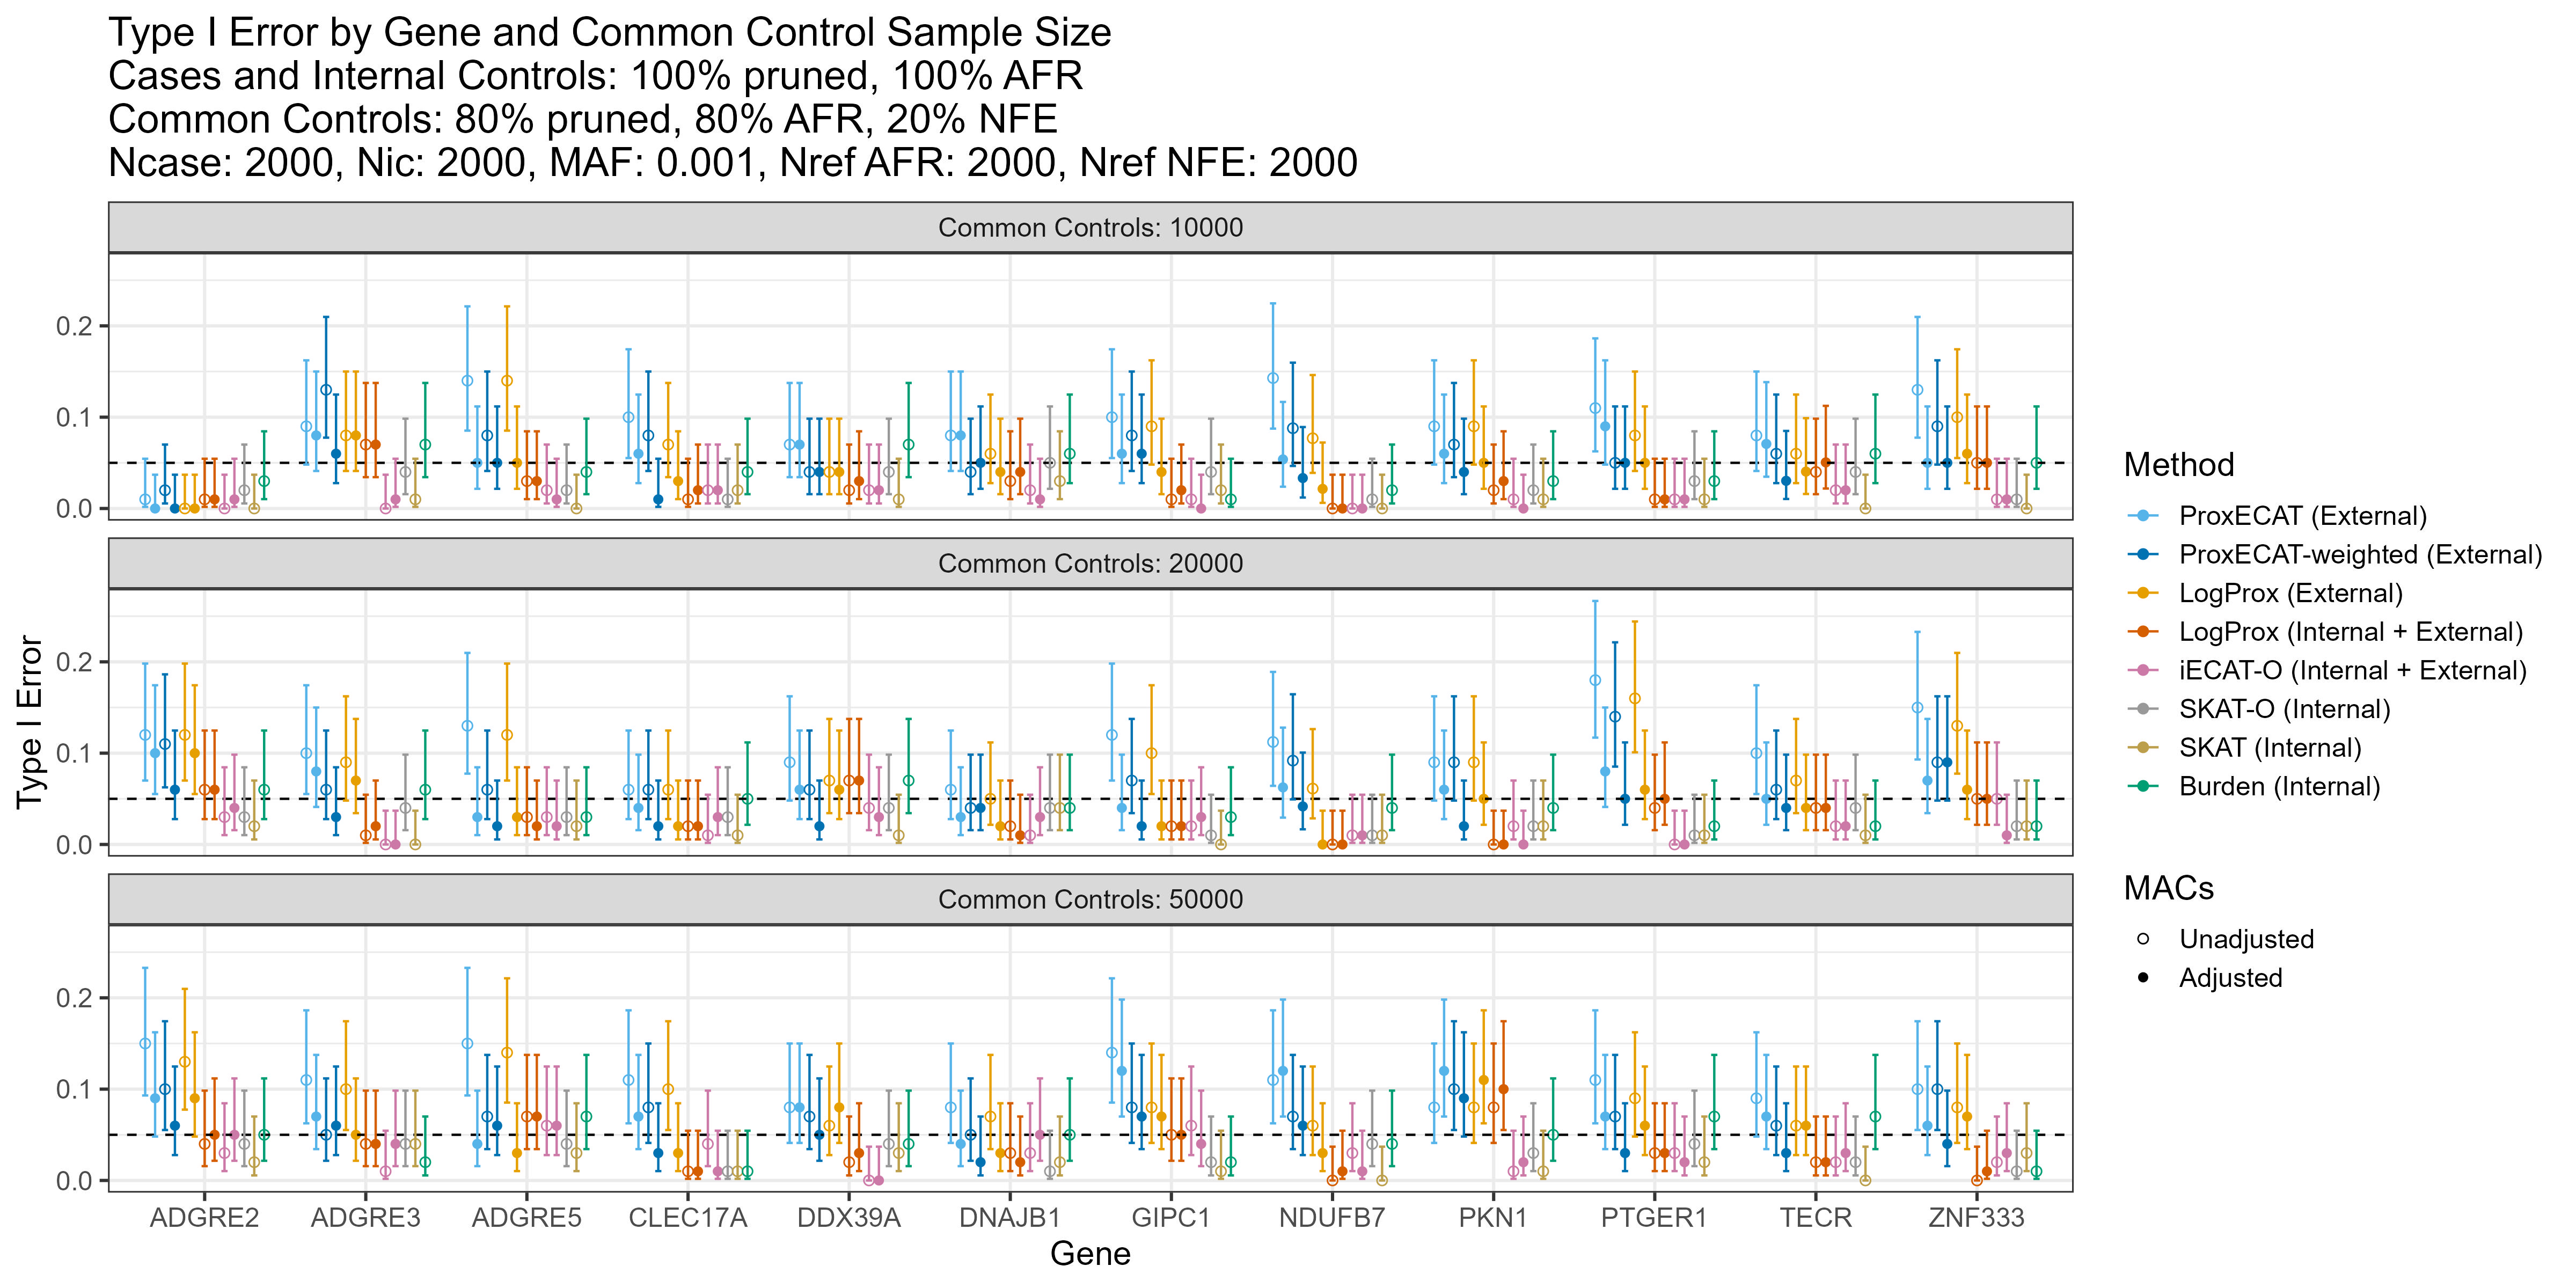 Type I Error by Gene and Common Control Sample Size
Cases and Internal Controls: 100% pruned, 100% AFR
Common Controls: 80% pruned, 80% AFR, 20% NFE
Ncase: 2000, Nic: 2000, MAF: 0.001, Nref AFR: 2000, Nref NFE: 2000
Common Controls: 10000
0.2
0.1
0.0
Common Controls: 20000
0.2
0.1
0.0
Common Controls: 50000
0.2
0.1
0.0
Type I Error
ADGRE2 ADGRE3 ADGRE5 CLEC17A DDX39A DNAJB1 GIPC1 NDUFB7 PKN1 PTGER1 TECR ZNF333
Gene
Method
ProxECAT (External)
ProxECAT-weighted (External)
LogProx (External)
LogProx (Internal + External)
iECAT-O (Internal + External)
SKAT-O (Internal)
SKAT (Internal)
Burden (Internal)
MACs
Unadjusted
Adjusted